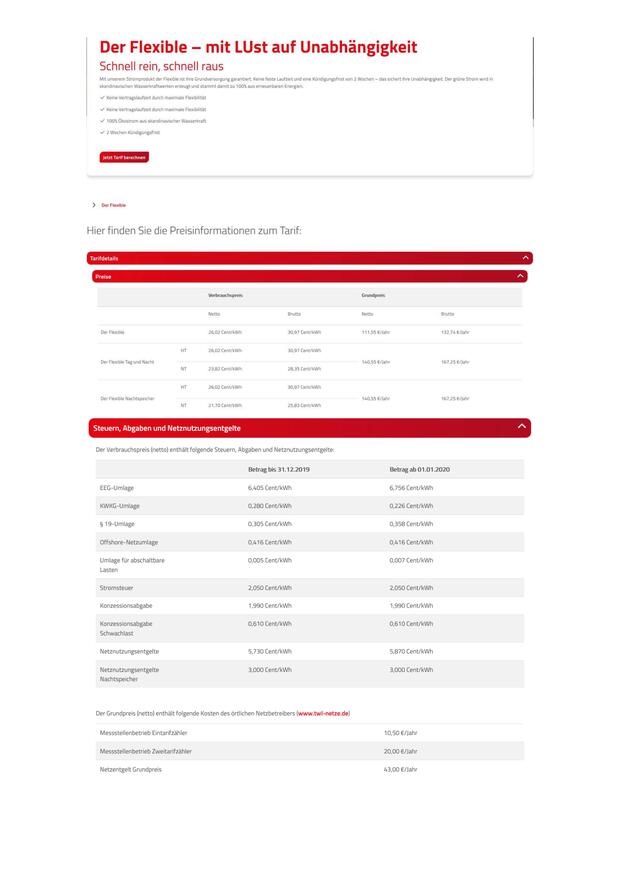 Der Flexible – mit LUst auf Unabhängigkeit
Schnell rein, schnell raus
Mit unserem Stromprodukt der Flexible ist Ihre Grundversorgung garantiert: Keine feste Laufzeit und eine Kündigungsfrist von 2 Wochen – das sichert Ihre Unabhängigkeit. Der grüne Strom wird in
skandinavischen Wasserkraftwerken erzeugt und stammt damit zu 100% aus erneuerbaren Energien.
✓ Keine Vertragslaufzeit durch maximale Flexibilität
✓ Keine Vertragslaufzeit durch maximale Flexibilität
✓ 100% Ökostrom aus skandinavischer Wasserkraft
✓ 2 Wochen Kündigungsfrist
Jetzt Tarif berechnen
Der Flexible
Hier finden Sie die Preisinformationen zum Tarif:
Tarifdetails
Preise
Verbrauchspreis Grundpreis
Netto Brutto Netto Brutto
Der Flexible 26,02 Cent/kWh 30,97 Cent/kWh 111,55 €/Jahr 132,74 €/Jahr
HT 26,02 Cent/kWh 30,97 Cent/kWh
Der Flexible Tag und Nacht 140,55 €/Jahr 167,25 €/Jahr
NT 23,82 Cent/kWh 28,35 Cent/kWh
HT 26,02 Cent/kWh 30,97 Cent/kWh
Der Flexible Nachtspeicher 140,55 €/Jahr 167,25 €/Jahr
NT 21,70 Cent/kWh 25,83 Cent/kWh
Steuern, Abgaben und Netznutzungsentgelte
Der Verbrauchspreis (netto) enthält folgende Steuern, Abgaben und Netznutzungsentgelte:
Betrag bis 31.12.2019 Betrag ab 01.01.2020
EEG-Umlage 6,405 Cent/kWh 6,756 Cent/kWh
KWKG-Umlage 0,280 Cent/kWh 0,226 Cent/kWh
§ 19-Umlage 0,305 Cent/kWh 0,358 Cent/kWh
Offshore-Netzumlage 0,416 Cent/kWh 0,416 Cent/kWh
Umlage für abschaltbare 0,005 Cent/kWh 0,007 Cent/kWh
Lasten
Stromsteuer 2,050 Cent/kWh 2,050 Cent/kWh
Konzessionsabgabe 1,990 Cent/kWh 1,990 Cent/kWh
Konzessionsabgabe 0,610 Cent/kWh 0,610 Cent/kWh
Schwachlast
Netznutzungsentgelte 5,730 Cent/kWh 5,870 Cent/kWh
Netznutzungsentgelte 3,000 Cent/kWh 3,000 Cent/kWh
Nachtspeicher
Der Grundpreis (netto) enthält folgende Kosten des örtlichen Netzbetreibers (www.twl-netze.de)
Messstellenbetrieb Eintarifzähler 10,50 €/Jahr
Messstellenbetrieb Zweitarifzähler 20,00 €/Jahr
Netzentgelt Grundpreis 43,00 €/Jahr